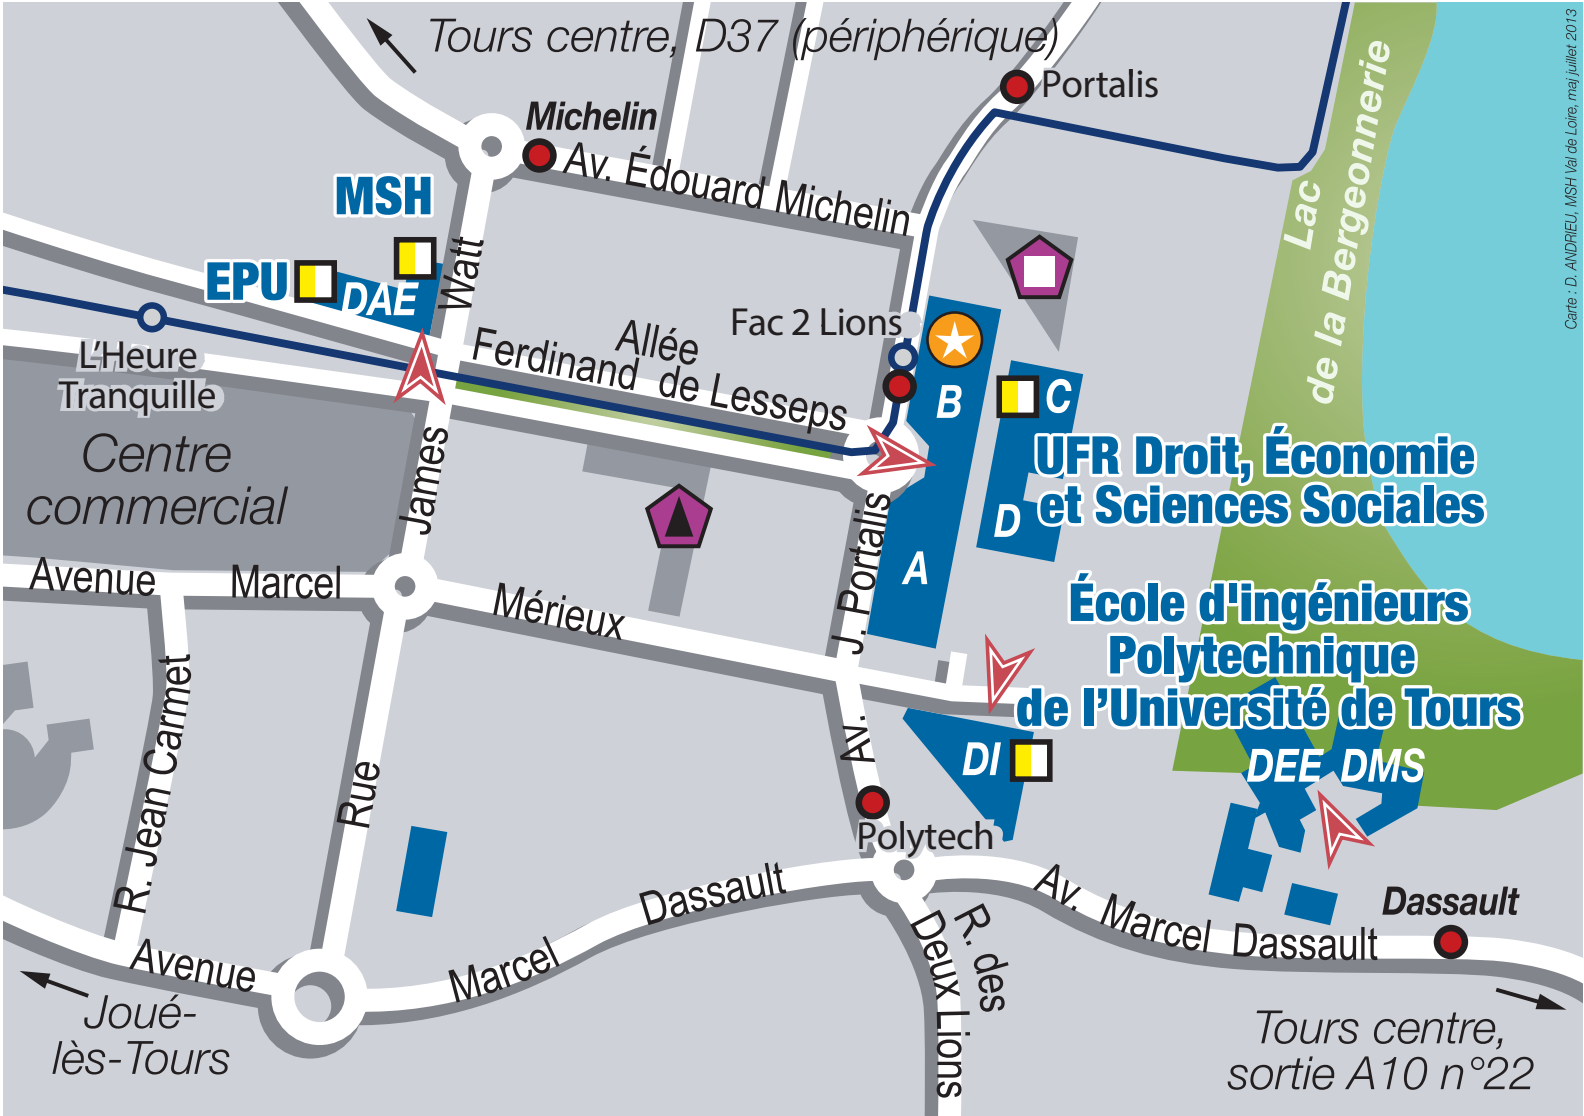 Tours centre, D37 (périphérique)
Carte : D. ANDRIEU, MSH Val de Loire, maj juillet 2013
Portalis
Michelin
Av. Édouard Michelin
Lac
de la Bergeonnerie
MSH
EPU
DAE
Watt
Fac 2 Lions
L'Heure
Tranquille
Allée
Ferdinand de Lesseps
B
C
Centre
commercial
James
UFR Droit, Économie
et Sciences Sociales
D
A
J. Portalis
Avenue Marcel Mérieux
École d'ingénieurs
Polytechnique
de l'Université de Tours
R. Jean Carmet
Rue
Av.
DI
DEE DMS
Polytech
Dassault
Av. Marcel Dassault
Avenue Marcel Dassault
R. des
Deux Lions
Joué-
lès-Tours
Tours centre,
sortie A10 n°22